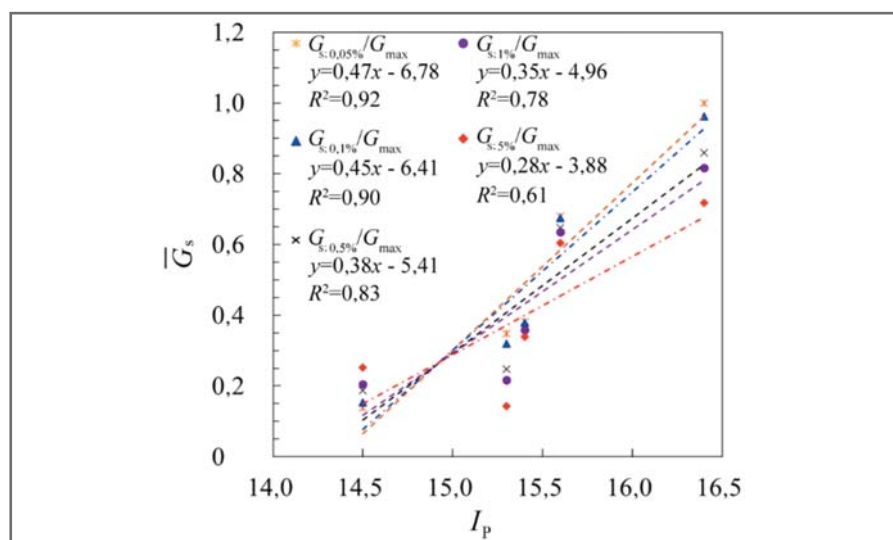 1,2
1,0
0,8
0,6
0,4
0,2
0
G̅s
Gs; 0,05%/Gmax
y=0,47x - 6,78
R²=0,92
Gs; 0,1%/Gmax
y=0,45x - 6,41
R²=0,90
Gs; 0,5%/Gmax
y=0,38x - 5,41
R²=0,83
Gs; 1%/Gmax
y=0,35x - 4,96
R²=0,78
Gs; 5%/Gmax
y=0,28x - 3,88
R²=0,61
14,0 14,5 15,0 15,5 16,0 16,5
IP